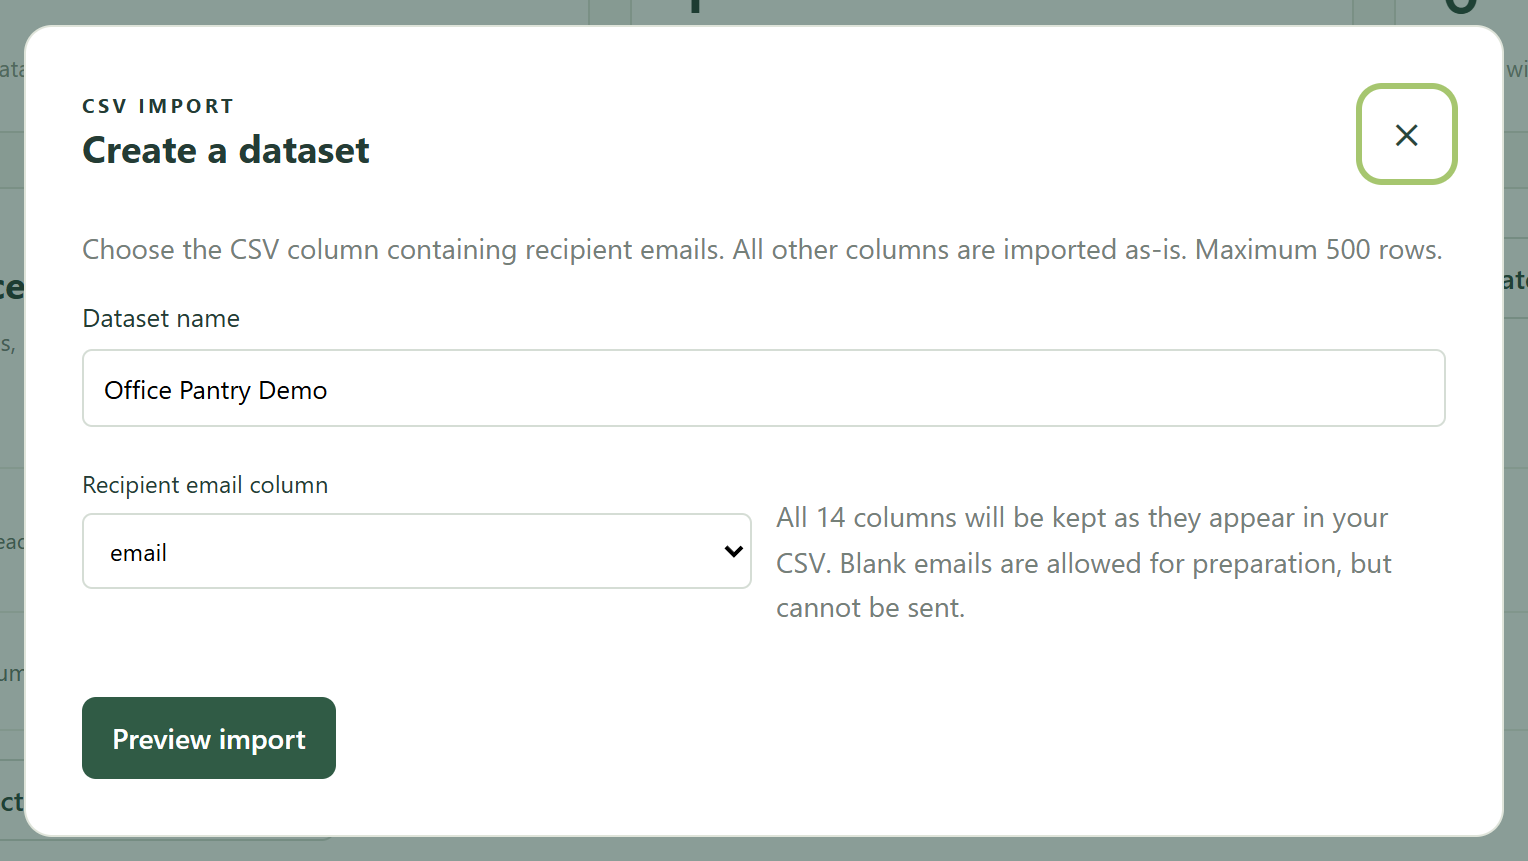 CSV IMPORT
Create a dataset
Choose the CSV column containing recipient emails. All other columns are imported as-is. Maximum 500 rows.
Dataset name
Office Pantry Demo
Recipient email column
email
All 14 columns will be kept as they appear in your
CSV. Blank emails are allowed for preparation, but
cannot be sent.
Preview import